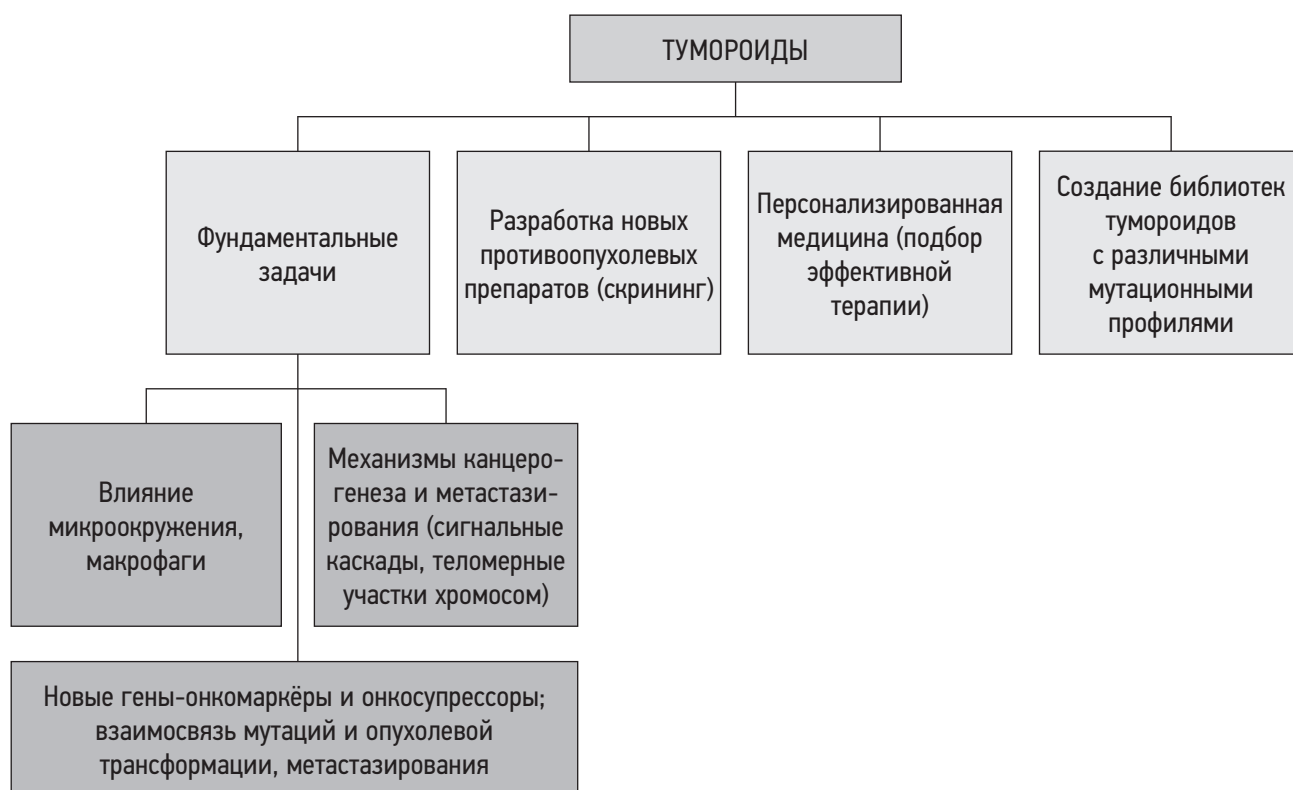 ТУМОРОИДЫ
Фундаментальные
задачи
Разработка новых
противоопухолевых
препаратов (скрининг)
Персонализированная
медицина (подбор
эффективной
терапии)
Создание библиотек
тумороидов
с различными
мутационными
профилями
Влияние
микроокружения,
макрофаги
Механизмы канцеро-
генеза и метастази-
рования (сигнальные
каскады, теломерные
участки хромосом)
Новые гены-онкомаркёры и онкосупрессоры;
взаимосвязь мутаций и опухолевой
трансформации, метастазирования